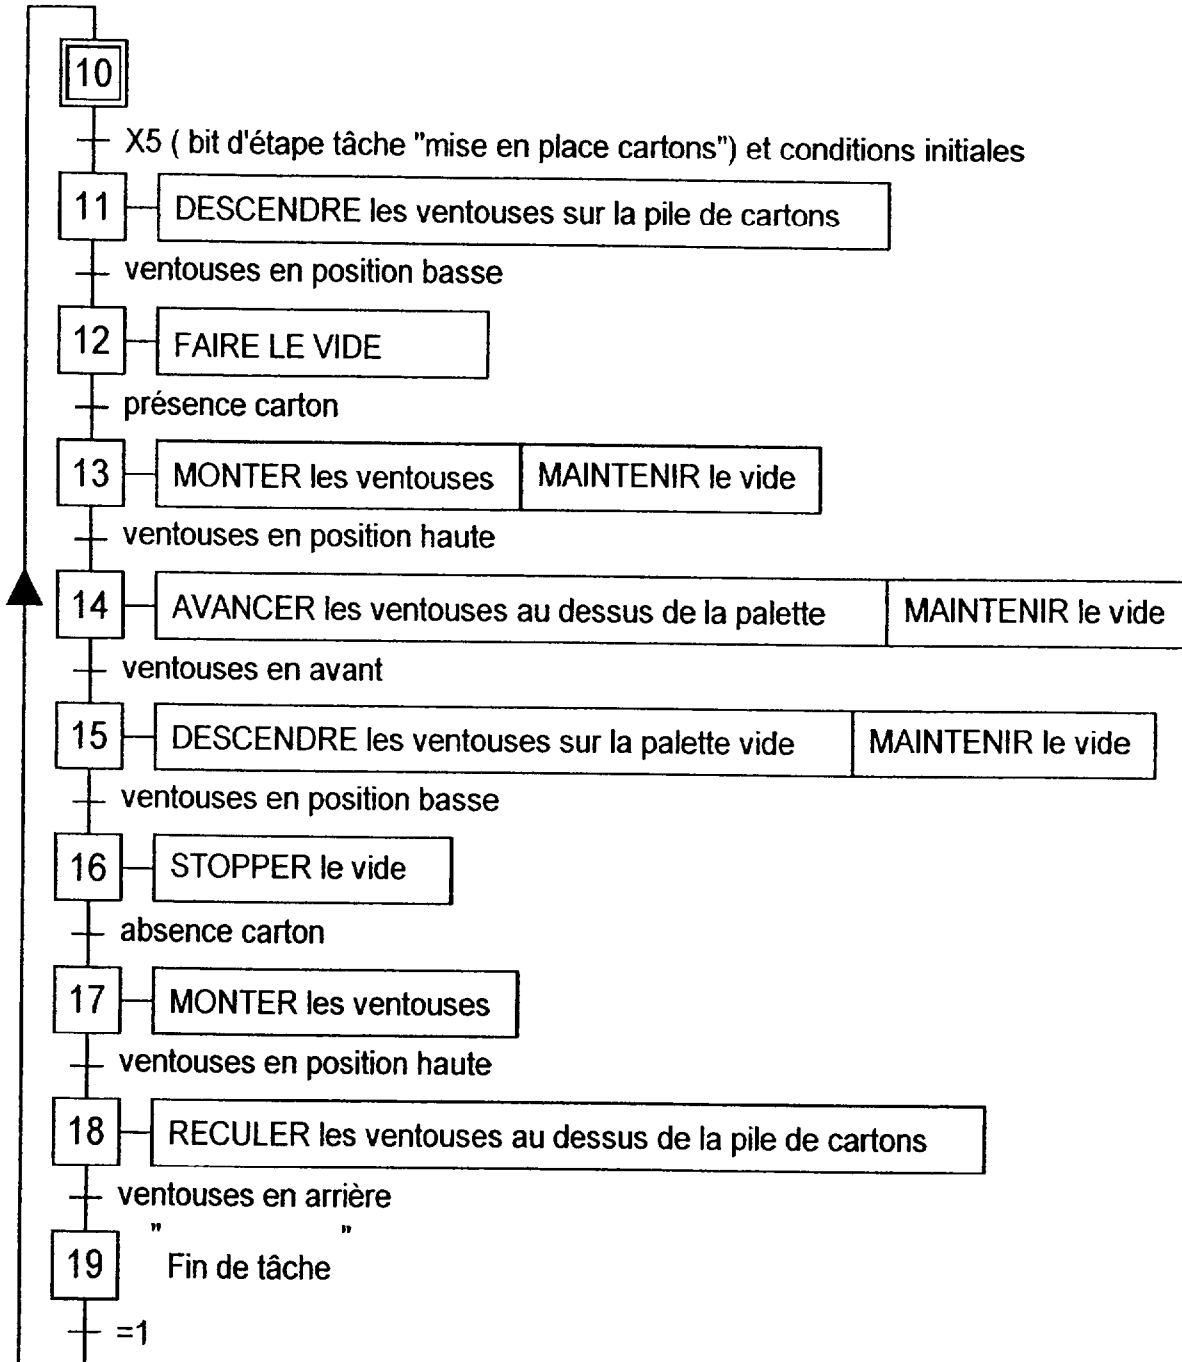 10
X5 ( bit d'étape tâche "mise en place cartons") et conditions initiales
11 DESCENDRE les ventouses sur la pile de cartons
ventouses en position basse
12 FAIRE LE VIDE
présence carton
13 MONTER les ventouses MAINTENIR le vide
ventouses en position haute
14 AVANCER les ventouses au dessus de la palette MAINTENIR le vide
ventouses en avant
15 DESCENDRE les ventouses sur la palette vide MAINTENIR le vide
ventouses en position basse
16 STOPPER le vide
absence carton
17 MONTER les ventouses
ventouses en position haute
18 RECULER les ventouses au dessus de la pile de cartons
ventouses en arrière
19 "Fin de tâche"
=1